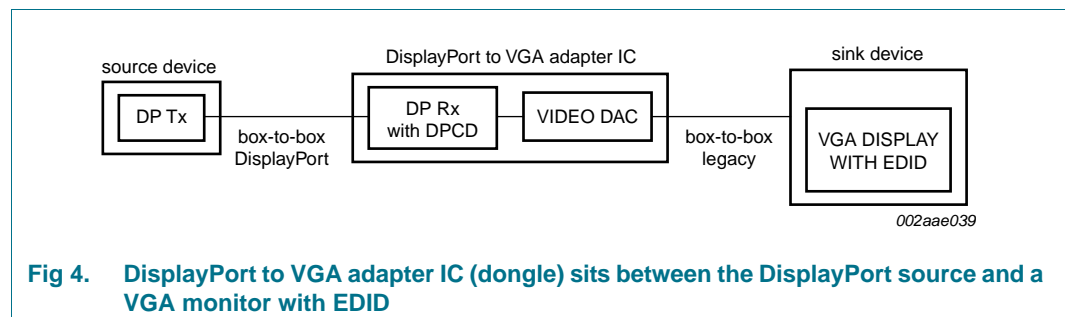 DisplayPort to VGA adapter IC
sink device
source device
DP Tx
DP Rx
with DPCD
VIDEO DAC
box-to-box
DisplayPort
box-to-box
legacy
VGA DISPLAY
WITH EDID
002aae039
Fig 4. DisplayPort to VGA adapter IC (dongle) sits between the DisplayPort source and a
VGA monitor with EDID